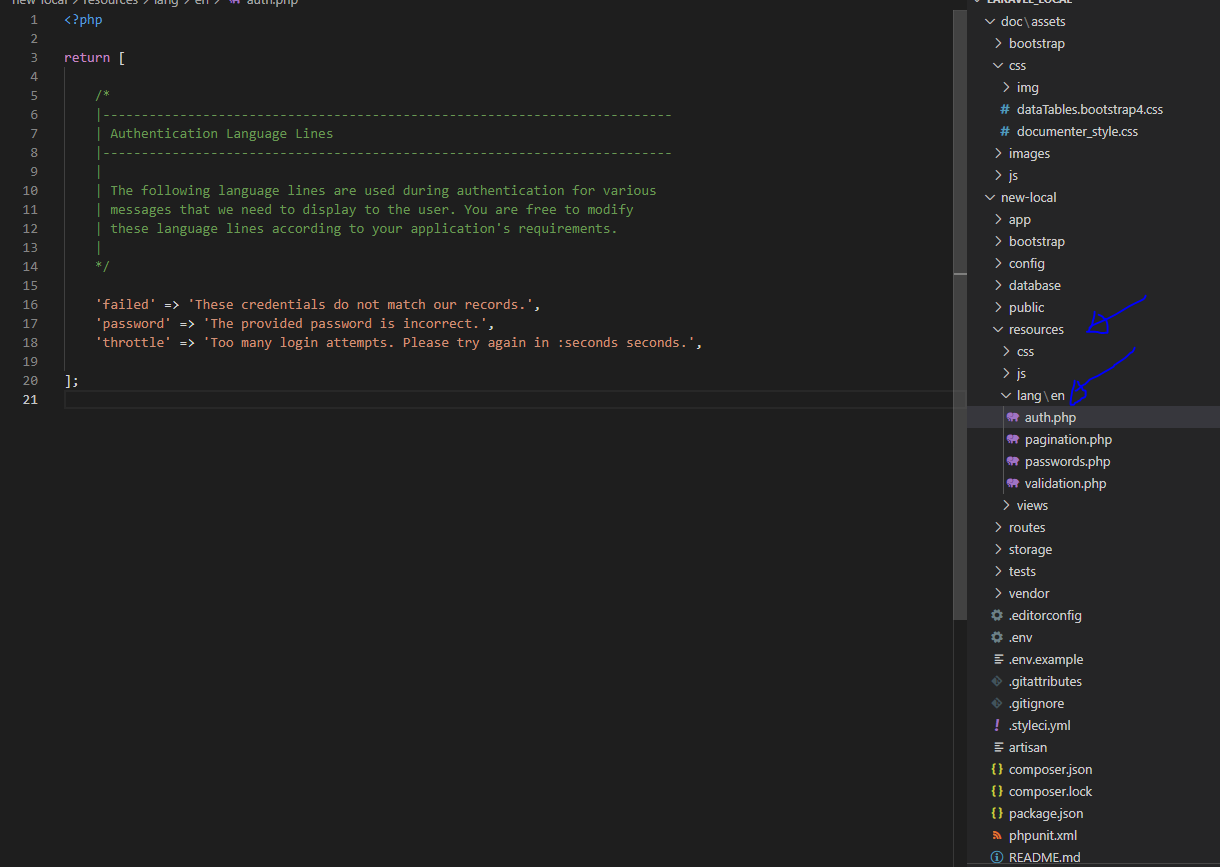 new-local > resources > lang > en > auth.php
1 <?php
2
3 return [
4
5 /*
6 |--------------------------------------------------------------------------
7 | Authentication Language Lines
8 |--------------------------------------------------------------------------
9 |
10 | The following language lines are used during authentication for various
11 | messages that we need to display to the user. You are free to modify
12 | these language lines according to your application's requirements.
13 |
14 */
15
16 'failed' => 'These credentials do not match our records.',
17 'password' => 'The provided password is incorrect.',
18 'throttle' => 'Too many login attempts. Please try again in :seconds seconds.',
19
20 ];
21
LARAVEL_LOCAL
doc\assets
bootstrap
css
img
# dataTables.bootstrap4.css
# documenter_style.css
images
js
new-local
app
bootstrap
config
database
public
resources
css
js
lang\en
auth.php
pagination.php
passwords.php
validation.php
views
routes
storage
tests
vendor
.editorconfig
.env
.env.example
.gitattributes
.gitignore
! .styleci.yml
artisan
{} composer.json
{} composer.lock
{} package.json
phpunit.xml
README.md